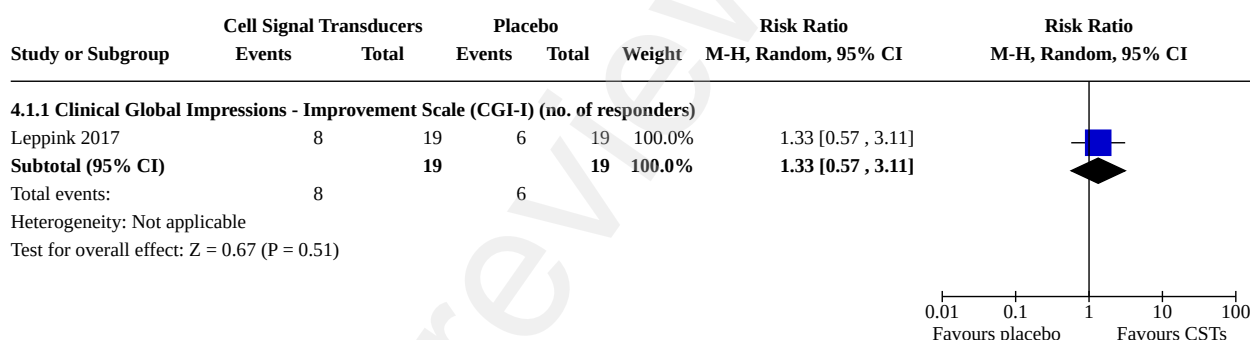 Cell Signal Transducers Placebo Risk Ratio Risk Ratio
Study or Subgroup Events Total Events Total Weight M-H, Random, 95% CI M-H, Random, 95% CI
4.1.1 Clinical Global Impressions - Improvement Scale (CGI-I) (no. of responders)
Leppink 2017 8 19 6 19 100.0% 1.33 [0.57 , 3.11]
Subtotal (95% CI) 19 19 100.0% 1.33 [0.57 , 3.11]
Total events: 8 6
Heterogeneity: Not applicable
Test for overall effect: Z = 0.67 (P = 0.51)
0.01 0.1 1 10 100
Favours placebo Favours CSTs
review